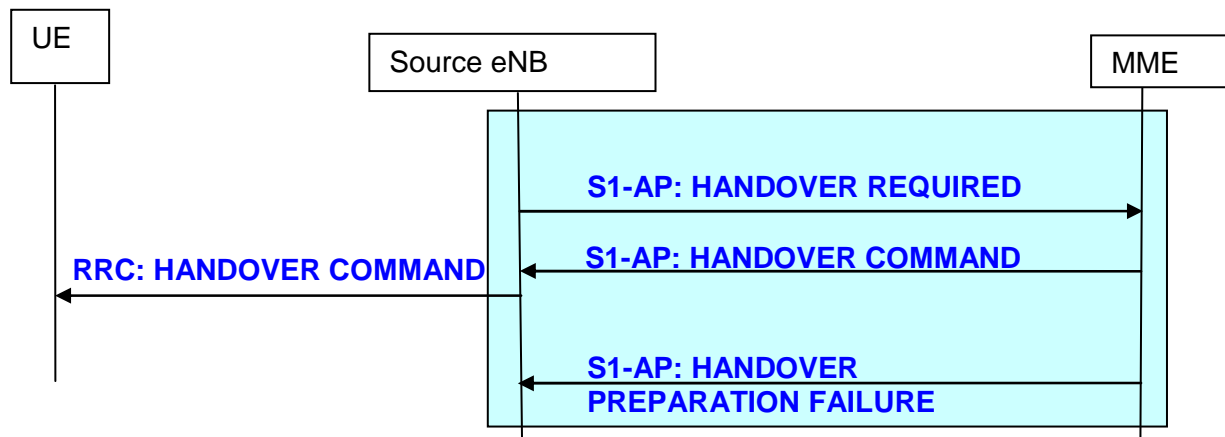 UE
Source eNB
MME
S1-AP: HANDOVER REQUIRED
S1-AP: HANDOVER COMMAND
RRC: HANDOVER COMMAND
S1-AP: HANDOVER
PREPARATION FAILURE